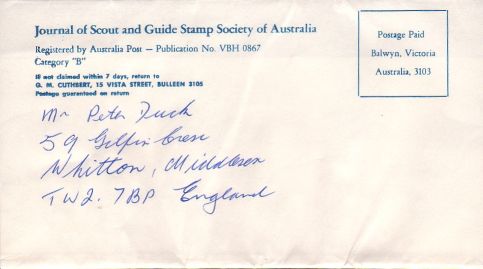 Journal of Scout and Guide Stamp Society of Australia
Registered by Australia Post — Publication No. VBH 0867
Category "B"
If not claimed within 7 days, return to
G. M. CUTHBERT, 15 VISTA STREET, BULLEEN 3105
Postage guaranteed on return
Postage Paid
Balwyn, Victoria
Australia, 3103
Mr Peter Duck
59 Gilpin Cresc
Whitton, Middlesex
TW2. 7BP England